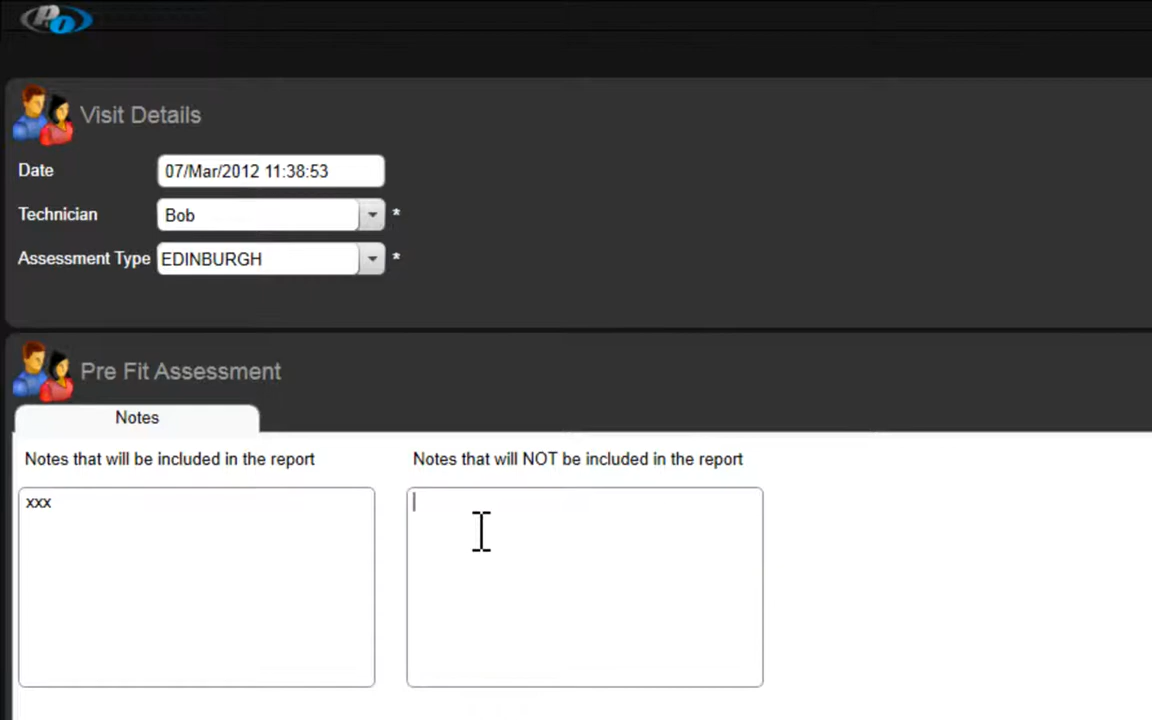 PO
Visit Details
Date 07/Mar/2012 11:38:53
Technician Bob *
Assessment Type EDINBURGH *
Pre Fit Assessment
Notes
Notes that will be included in the report Notes that will NOT be included in the report
xxx